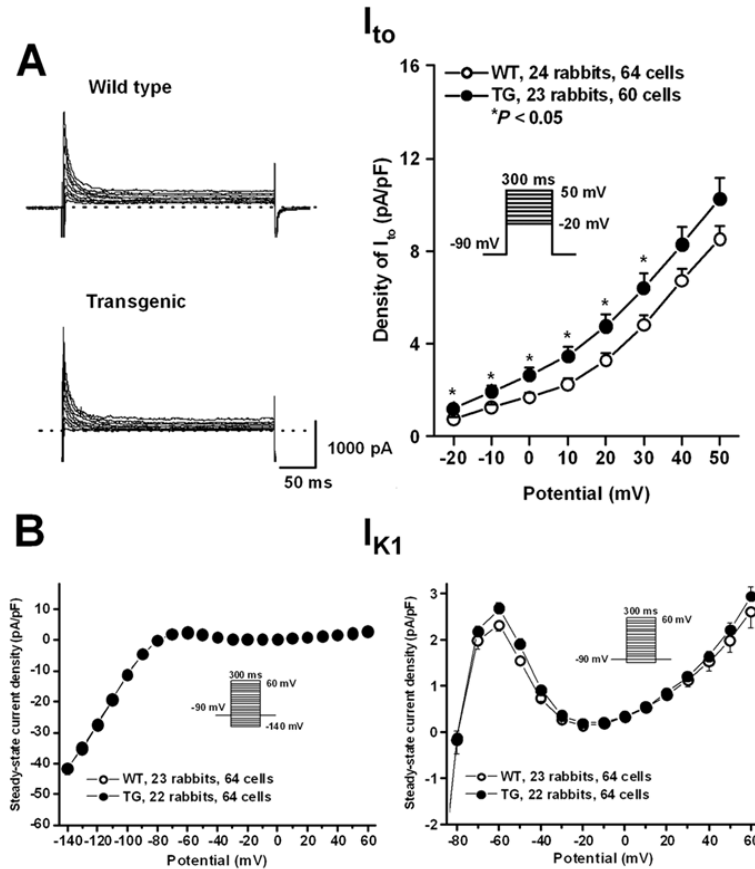 A
Wild type
Transgenic
1000 pA
50 ms
I to
WT, 24 rabbits, 64 cells
TG, 23 rabbits, 60 cells
*P < 0.05
300 ms
50 mV
-20 mV
-90 mV
Density of I to (pA/pF)
16
12
8
4
0
* * * * * *
-20 -10 0 10 20 30 40 50
Potential (mV)
B
Steady-state current density (pA/pF)
10
0
-10
-20
-30
-40
-50
-60
300 ms
60 mV
-90 mV
-140 mV
WT, 23 rabbits, 64 cells
TG, 22 rabbits, 64 cells
-140 -120 -100 -80 -60 -40 -20 0 20 40 60
Potential (mV)
I K1
Steady-state current density (pA/pF)
3
2
1
0
-1
-2
300 ms
60 mV
-90 mV
WT, 23 rabbits, 64 cells
TG, 22 rabbits, 64 cells
-80 -60 -40 -20 0 20 40 60
Potential (mV)